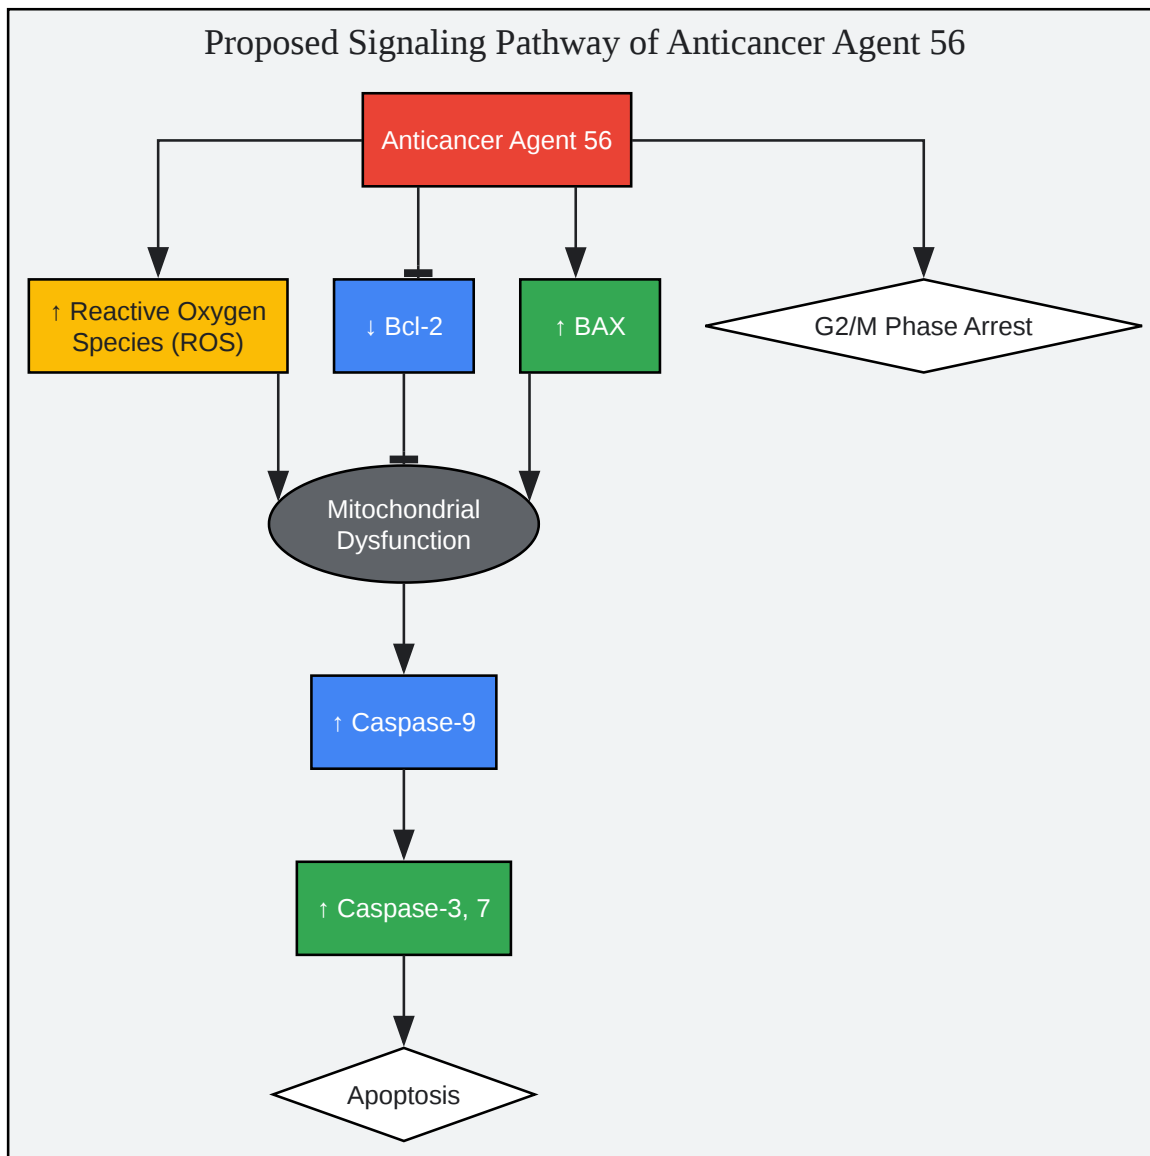 Proposed Signaling Pathway of Anticancer Agent 56
Anticancer Agent 56
↑ Reactive Oxygen
Species (ROS)
↓ Bcl-2
↑ BAX
G2/M Phase Arrest
Mitochondrial
Dysfunction
↑ Caspase-9
↑ Caspase-3, 7
Apoptosis